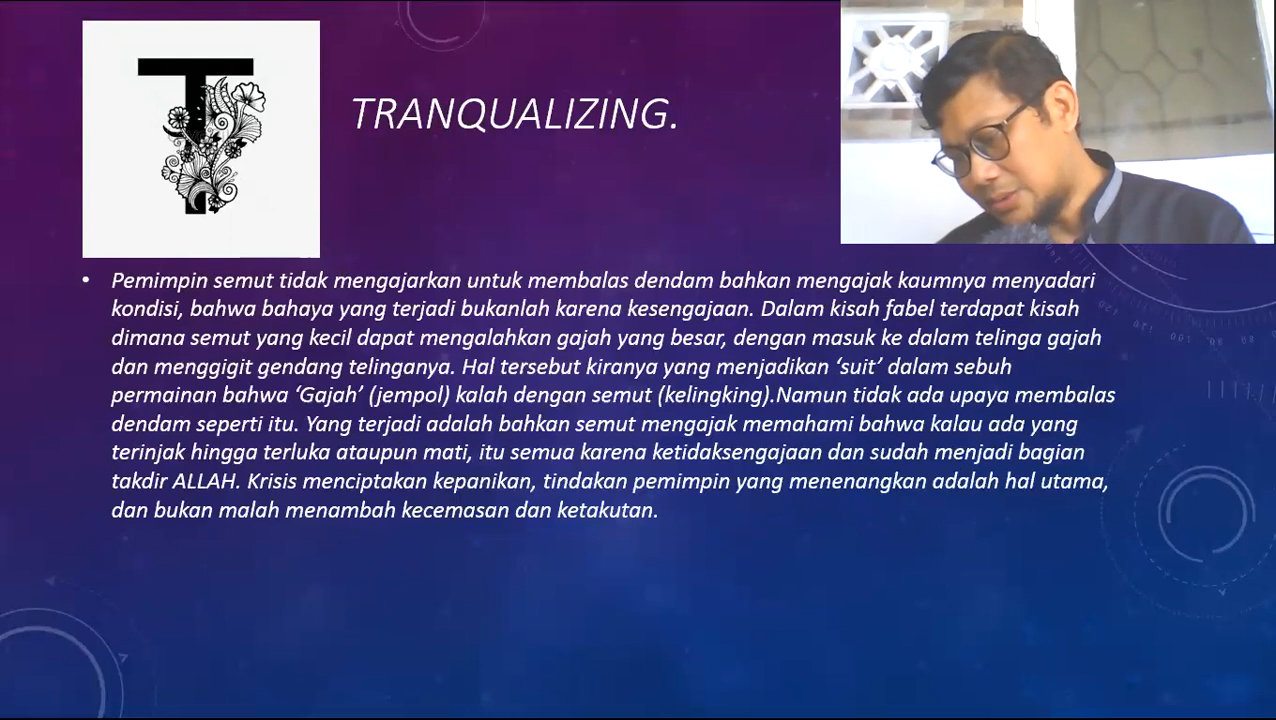 T
TRANQUALIZING.
• Pemimpin semut tidak mengajarkan untuk membalas dendam bahkan mengajak kaumnya menyadari
kondisi, bahwa bahaya yang terjadi bukanlah karena kesengajaan. Dalam kisah fabel terdapat kisah
dimana semut yang kecil dapat mengalahkan gajah yang besar, dengan masuk ke dalam telinga gajah
dan menggigit gendang telinganya. Hal tersebut kiranya yang menjadikan ‘suit’ dalam sebuh
permainan bahwa ‘Gajah’ (jempol) kalah dengan semut (kelingking).Namun tidak ada upaya membalas
dendam seperti itu. Yang terjadi adalah bahkan semut mengajak memahami bahwa kalau ada yang
terinjak hingga terluka ataupun mati, itu semua karena ketidaksengajaan dan sudah menjadi bagian
takdir ALLAH. Krisis menciptakan kepanikan, tindakan pemimpin yang menenangkan adalah hal utama,
dan bukan malah menambah kecemasan dan ketakutan.